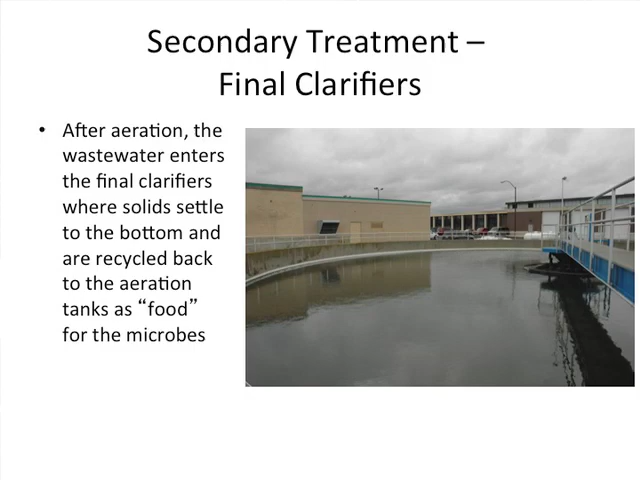 Secondary Treatment –
Final Clarifiers
• After aeration, the
wastewater enters
the final clarifiers
where solids settle
to the bottom and
are recycled back
to the aeration
tanks as “food”
for the microbes